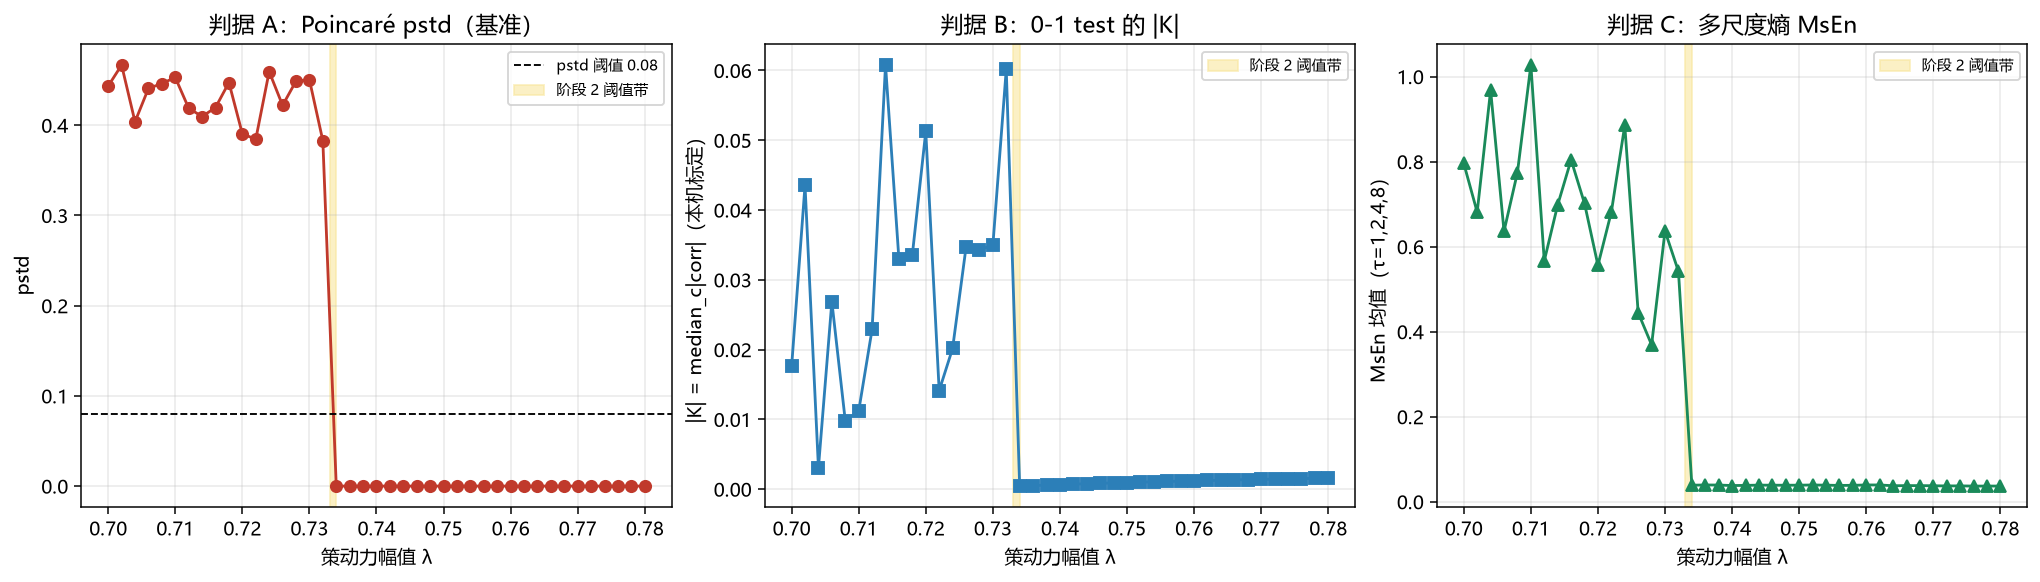 判据 A：Poincaré pstd（基准）
pstd 阈值 0.08
阶段 2 阈值带
pstd
0.4
0.3
0.2
0.1
0.0
0.70 0.71 0.72 0.73 0.74 0.75 0.76 0.77 0.78
策动力幅值 λ
判据 B：0-1 test 的 |K|
阶段 2 阈值带
|K| = median_c|corr|（本机标定）
0.06
0.05
0.04
0.03
0.02
0.01
0.00
0.70 0.71 0.72 0.73 0.74 0.75 0.76 0.77 0.78
策动力幅值 λ
判据 C：多尺度熵 MsEn
阶段 2 阈值带
MsEn 均值（τ=1,2,4,8）
1.0
0.8
0.6
0.4
0.2
0.0
0.70 0.71 0.72 0.73 0.74 0.75 0.76 0.77 0.78
策动力幅值 λ